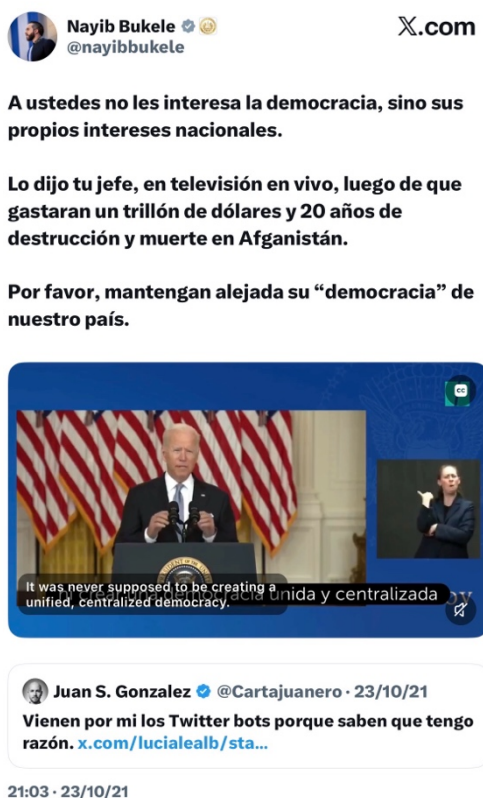 Nayib Bukele
X.com
@nayibbukele
A ustedes no les interesa la democracia, sino sus
propios intereses nacionales.
Lo dijo tu jefe, en televisión en vivo, luego de que
gastaran un trillón de dólares y 20 años de
destrucción y muerte en Afganistán.
Por favor, mantengan alejada su “democracia” de
nuestro país.
CC
It was never supposed to be creating a
unified, centralized democracy.
unida y centralizada
Juan S. Gonzalez @Cartajuanero · 23/10/21
Vienen por mi los Twitter bots porque saben que tengo
razón. x.com/lucialealb/sta...
21:03 · 23/10/21